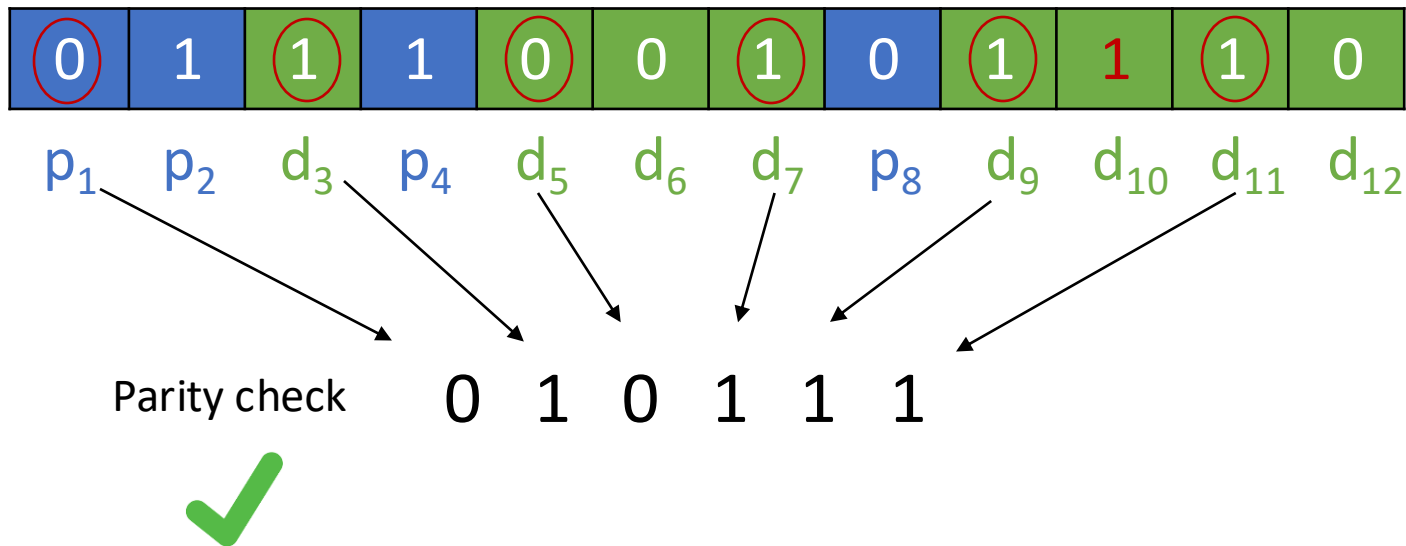 0 1 1 1 0 0 1 0 1 1 1 0
p₁ p₂ d₃ p₄ d₅ d₆ d₇ p₈ d₉ d₁₀ d₁₁ d₁₂
Parity check 0 1 0 1 1 1